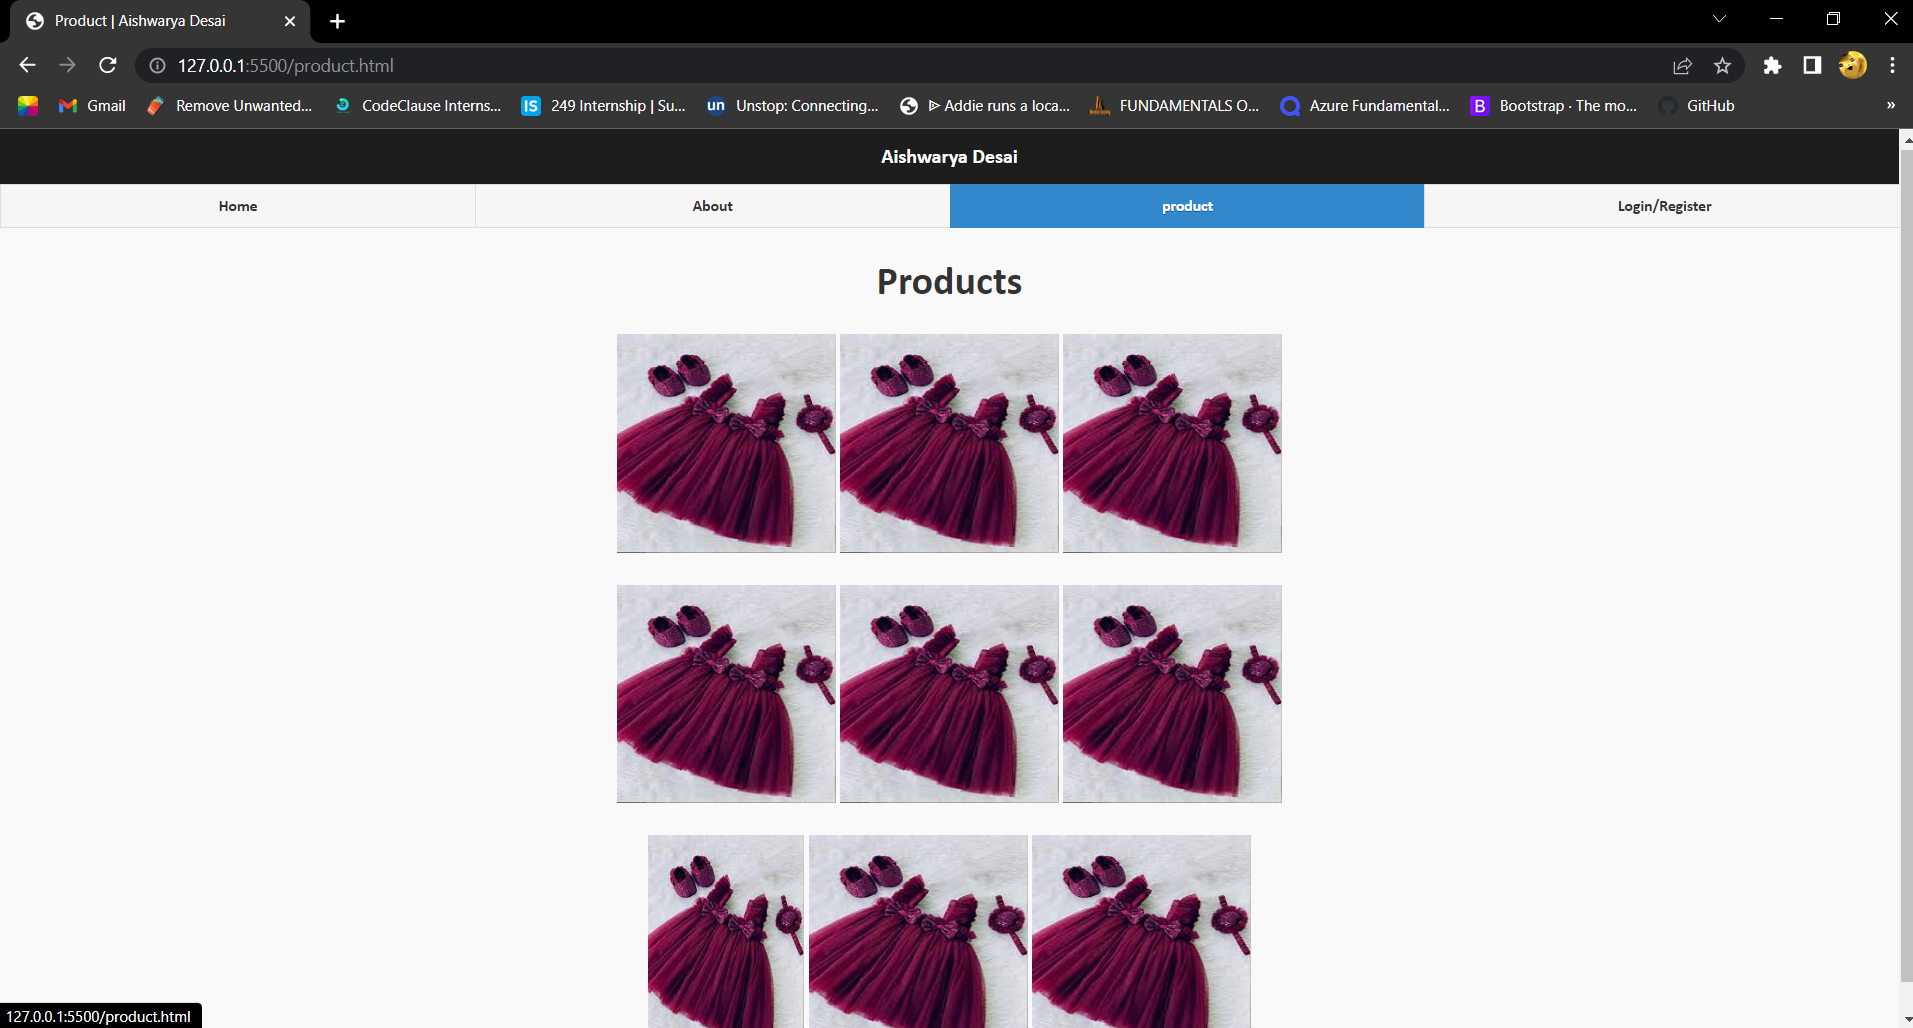 Product | Aishwarya Desai
127.0.0.1:5500/product.html
Gmail Remove Unwanted... CodeClause Interns... IS 249 Internship | Su... un Unstop: Connecting... ⩥ Addie runs a loca... FUNDAMENTALS O... Azure Fundamental... B Bootstrap · The mo... GitHub »
Aishwarya Desai
Home About product Login/Register
Products
127.0.0.1:5500/product.html